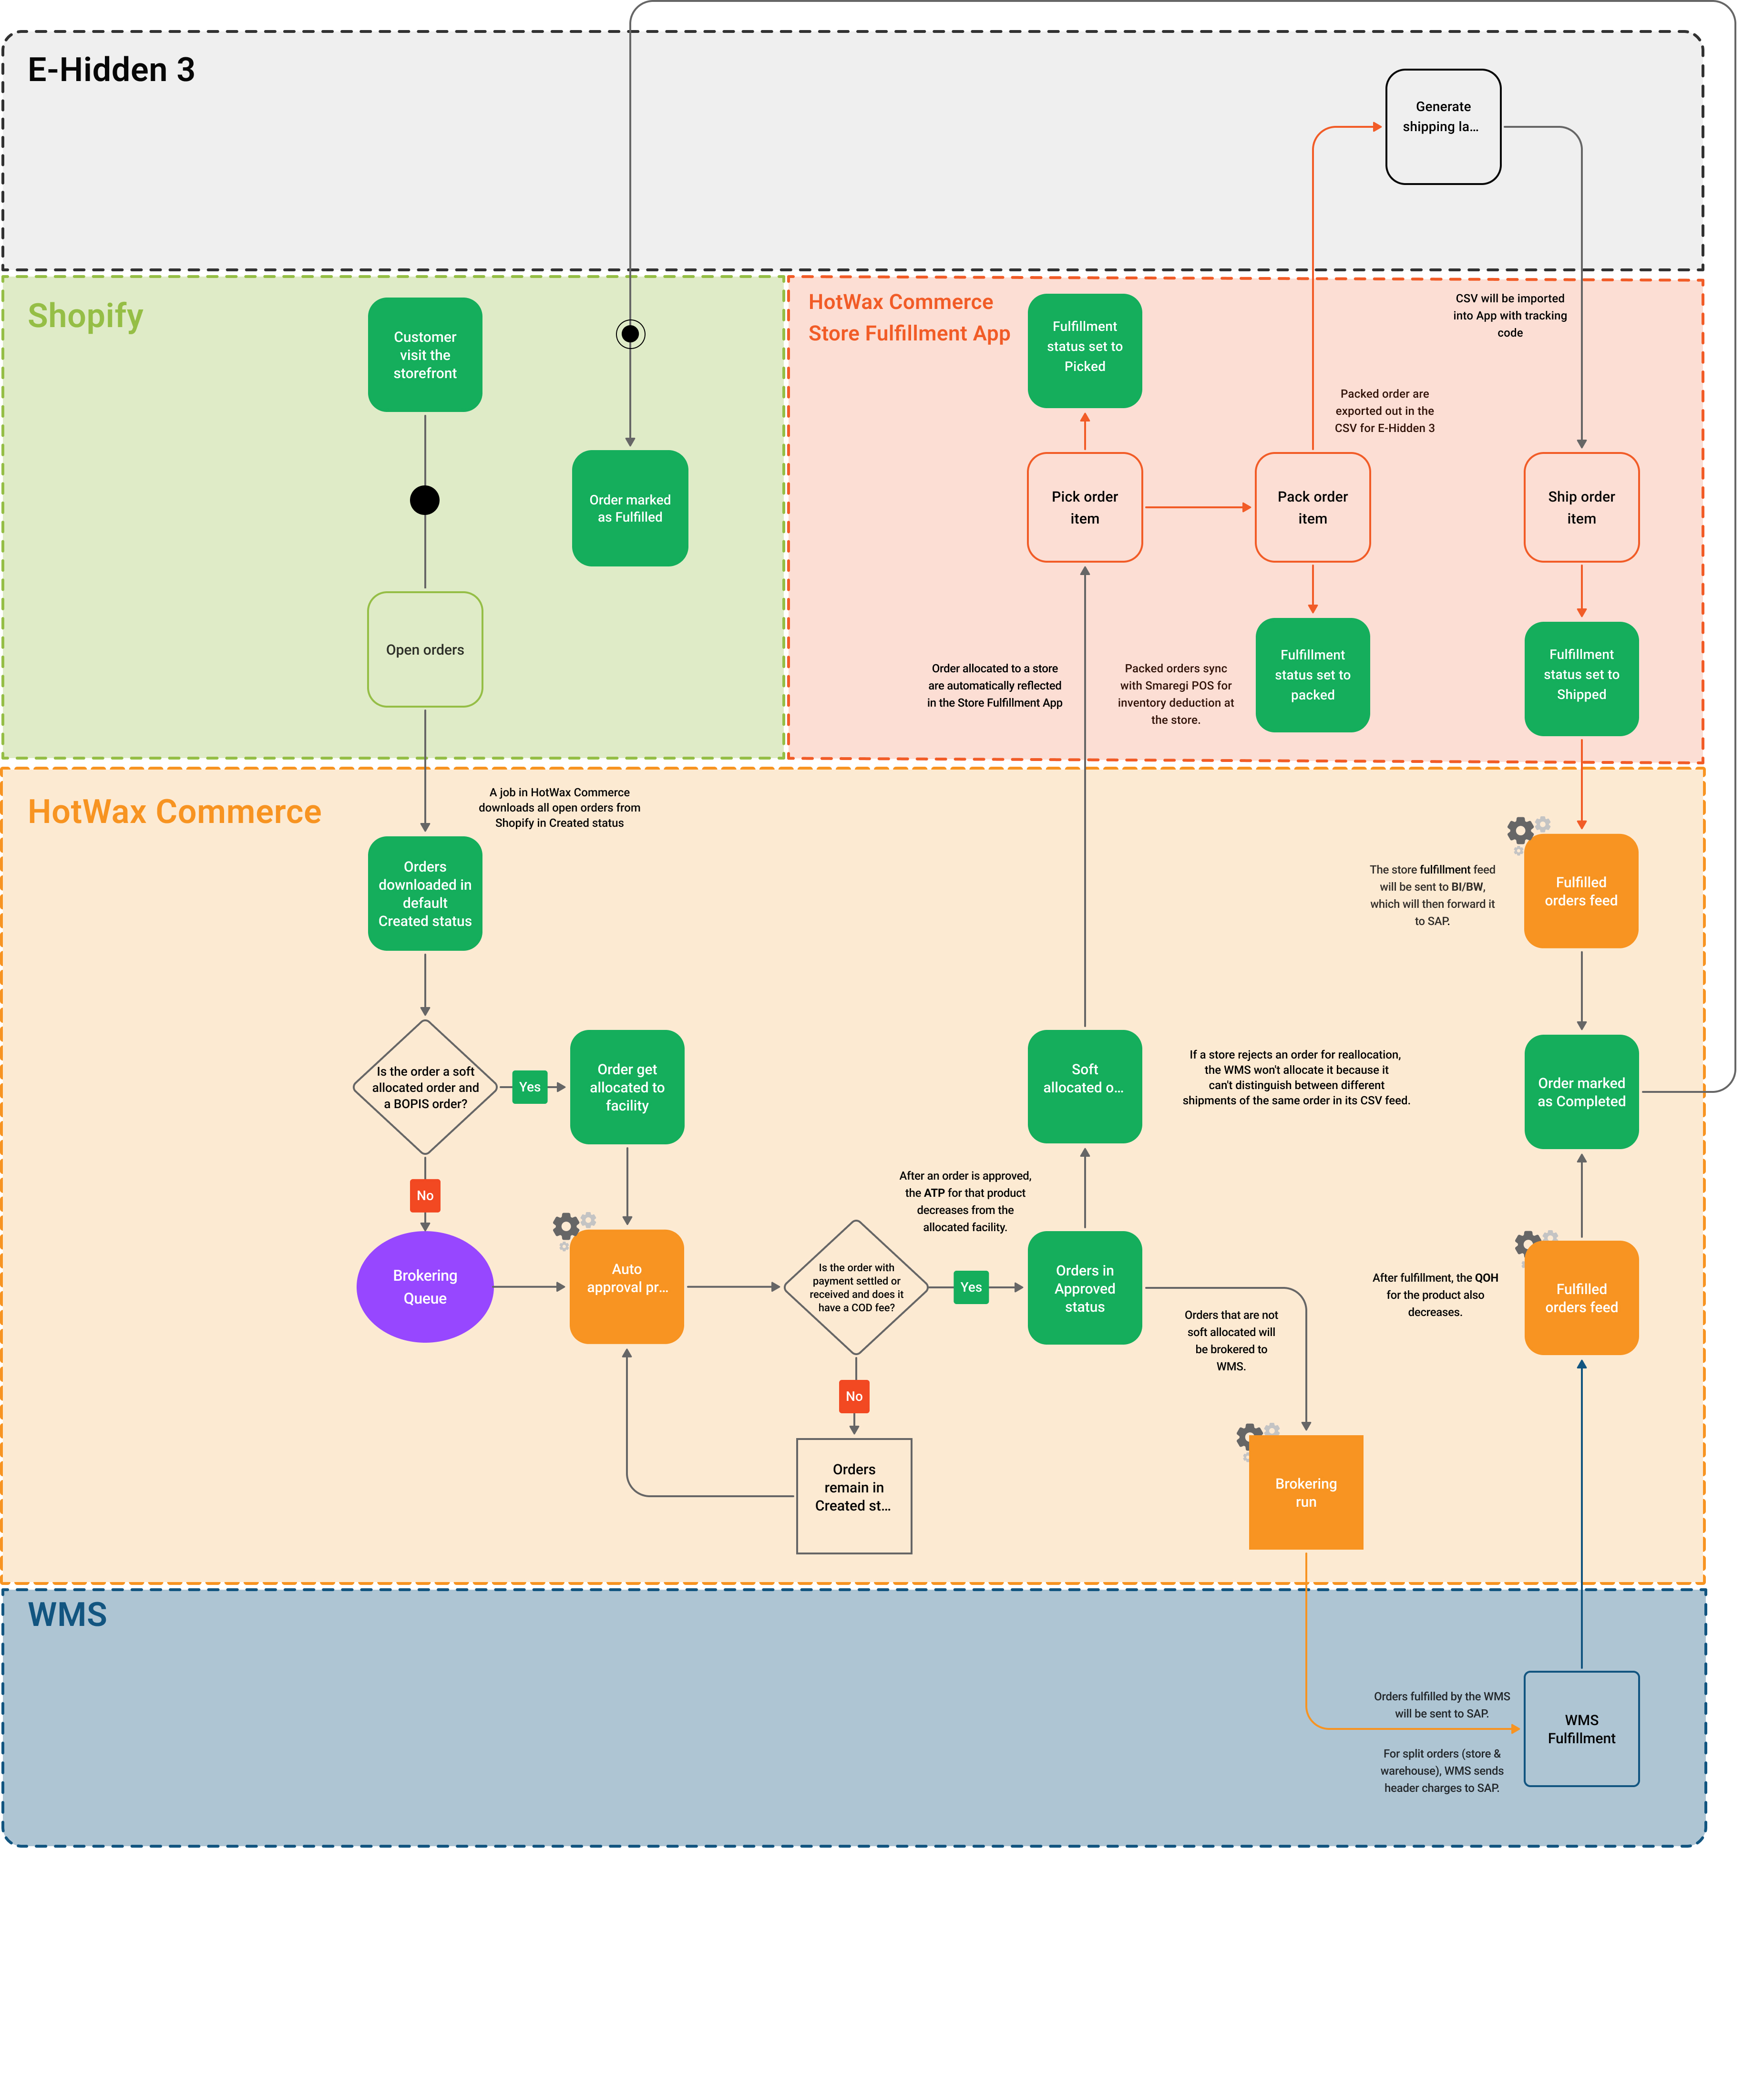 E-Hidden 3
Generate
shipping la...
Shopify
Customer
visit the
storefront
Order marked
as Fulfilled
Open orders
HotWax Commerce
Store Fulfillment App
Fulfillment
status set to
Picked
CSV will be imported
into App with tracking
code
Packed order are
exported out in the
CSV for E-Hidden 3
Pick order
item
Pack order
item
Ship order
item
Order allocated to a store
are automatically reflected
in the Store Fulfillment App
Packed orders sync
with Smaregi POS for
inventory deduction at
the store.
Fulfillment
status set to
packed
Fulfillment
status set to
Shipped
HotWax Commerce
A job in HotWax Commerce
downloads all open orders from
Shopify in Created status
Orders
downloaded in
default
Created status
The store fulfillment feed
will be sent to BI/BW,
which will then forward it
to SAP.
Fulfilled
orders feed
Is the order a soft
allocated order and
a BOPIS order?
Yes
Order get
allocated to
facility
Soft
allocated o...
If a store rejects an order for reallocation,
the WMS won't allocate it because it
can't distinguish between different
shipments of the same order in its CSV feed.
Order marked
as Completed
No
After an order is approved,
the ATP for that product
decreases from the
allocated facility.
Brokering
Queue
Auto
approval pr...
Is the order with
payment settled or
received and does it
have a COD fee?
Yes
Orders in
Approved
status
Orders that are not
soft allocated will
be brokered to
WMS.
After fulfillment, the QOH
for the product also
decreases.
Fulfilled
orders feed
No
Orders
remain in
Created st...
Brokering
run
WMS
Orders fulfilled by the WMS
will be sent to SAP.
WMS
Fulfillment
For split orders (store &
warehouse), WMS sends
header charges to SAP.